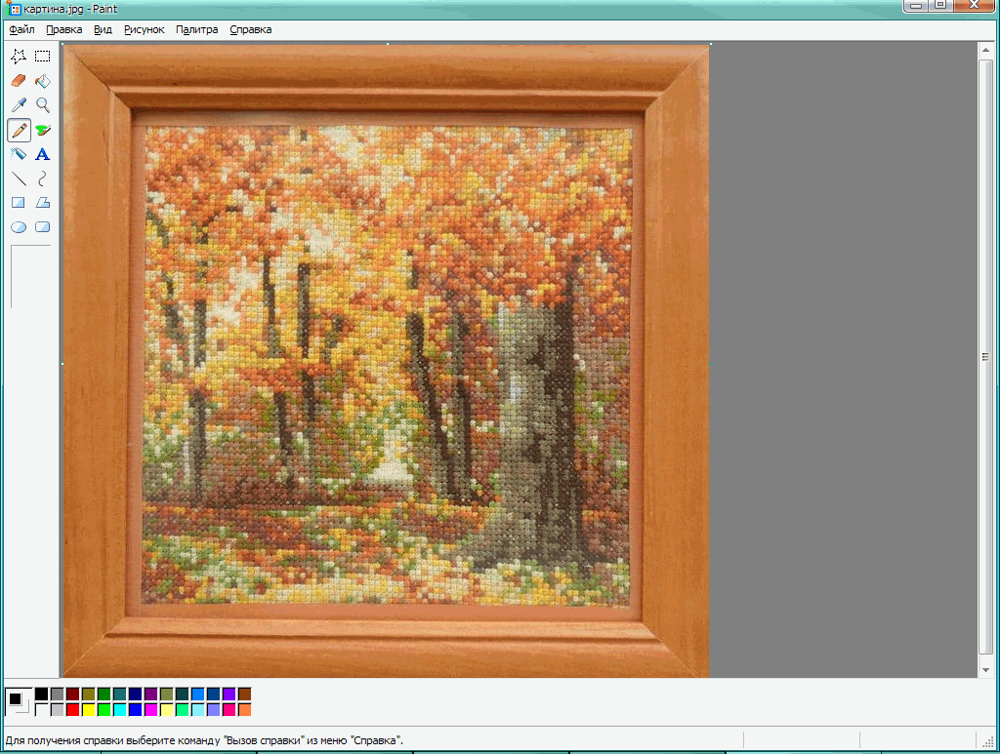 картина.jpg - Paint
Файл Правка Вид Рисунок Палитра Справка
A
Для получения справки выберите команду "Вызов справки" из меню "Справка".